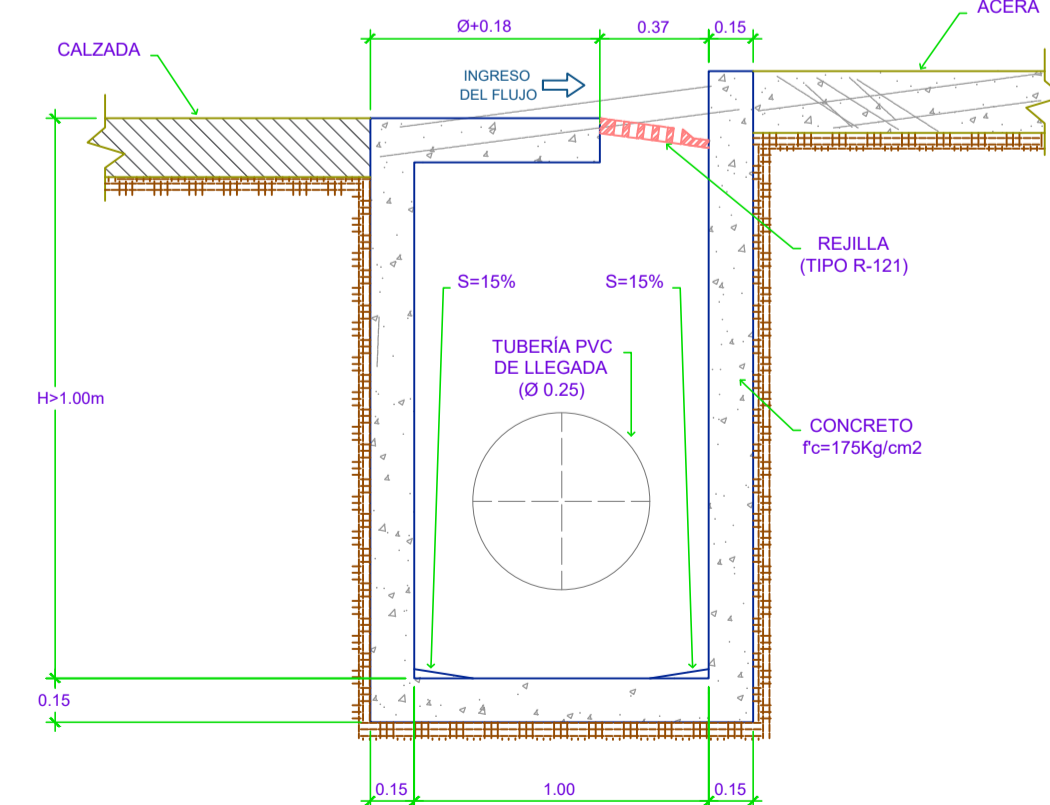 ACERA
Ø+0.18
0.37
0.15
CALZADA
INGRESO
DEL FLUJO
REJILLA
(TIPO R-121)
S=15%
S=15%
TUBERÍA PVC
DE LLEGADA
(Ø 0.25)
H>1.00m
CONCRETO
f'c=175Kg/cm2
0.15
0.15
1.00
0.15